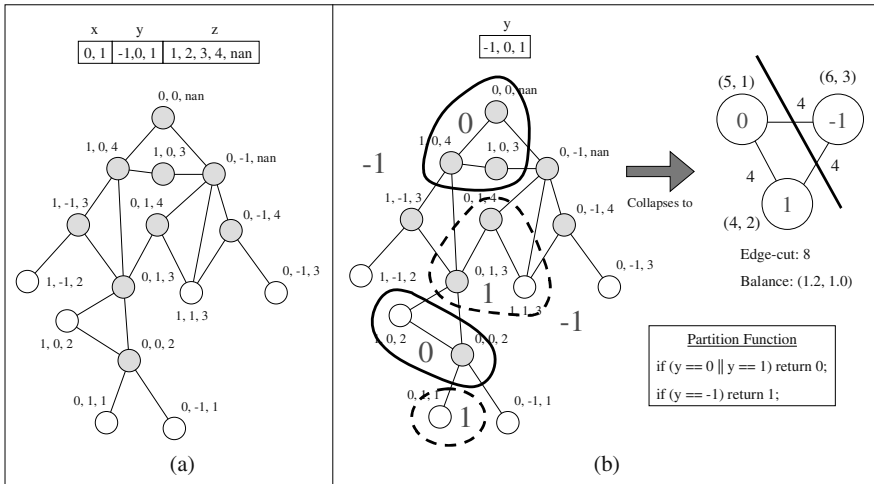 x y z
0, 1 -1,0, 1 1, 2, 3, 4, nan
0, 0, nan
1, 0, 4
1, 0, 3
0, -1, nan
1, -1, 3
0, 1, 4
0, -1, 4
1, -1, 2
0, 1, 3
1, 1, 3
0, -1, 3
1, 0, 2
0, 0, 2
0, 1, 1
0, -1, 1
(a)
y
-1, 0, 1
0, 0, nan
0
1, 0, 4
1, 0, 3
0, -1, nan
-1
1, -1, 3
0, 1, 4
0, -1, 4
1, -1, 2
0, 1, 3
0, -1, 3
1
1, 1, 3
-1
1, 0, 2
0
0, 0, 2
0, 1, 1
1
0, -1, 1
Collapses to
(5, 1)
(6, 3)
4
0
-1
4
4
1
(4, 2)
Edge-cut: 8
Balance: (1.2, 1.0)
Partition Function
if (y == 0 || y == 1) return 0;
if (y == -1) return 1;
(b)